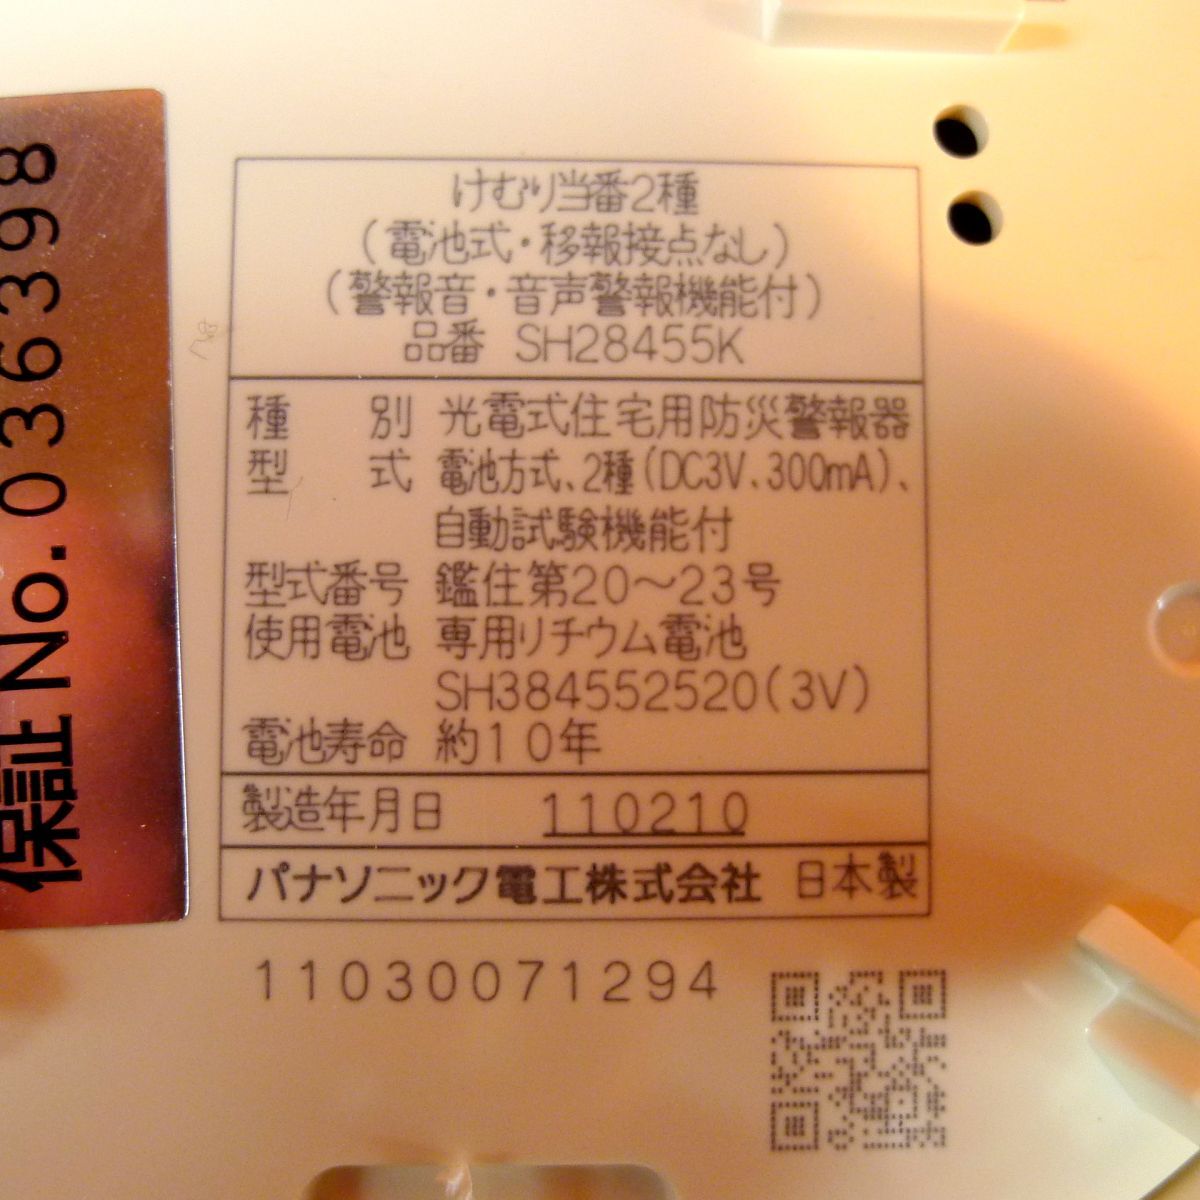 保証 No. 036398
けむり当番2種
(電池式・移報接点なし)
(警報音・音声警報機能付)
品番 SH28455K
種 別 光電式住宅用防災警報器
型 式 電池方式、2種(DC3V、300mA)、
自動試験機能付
型式番号 鑑住第20～23号
使用電池 専用リチウム電池
SH384552520(3V)
電池寿命 約10年
製造年月日 110210
パナソニック電工株式会社 日本製
11030071294